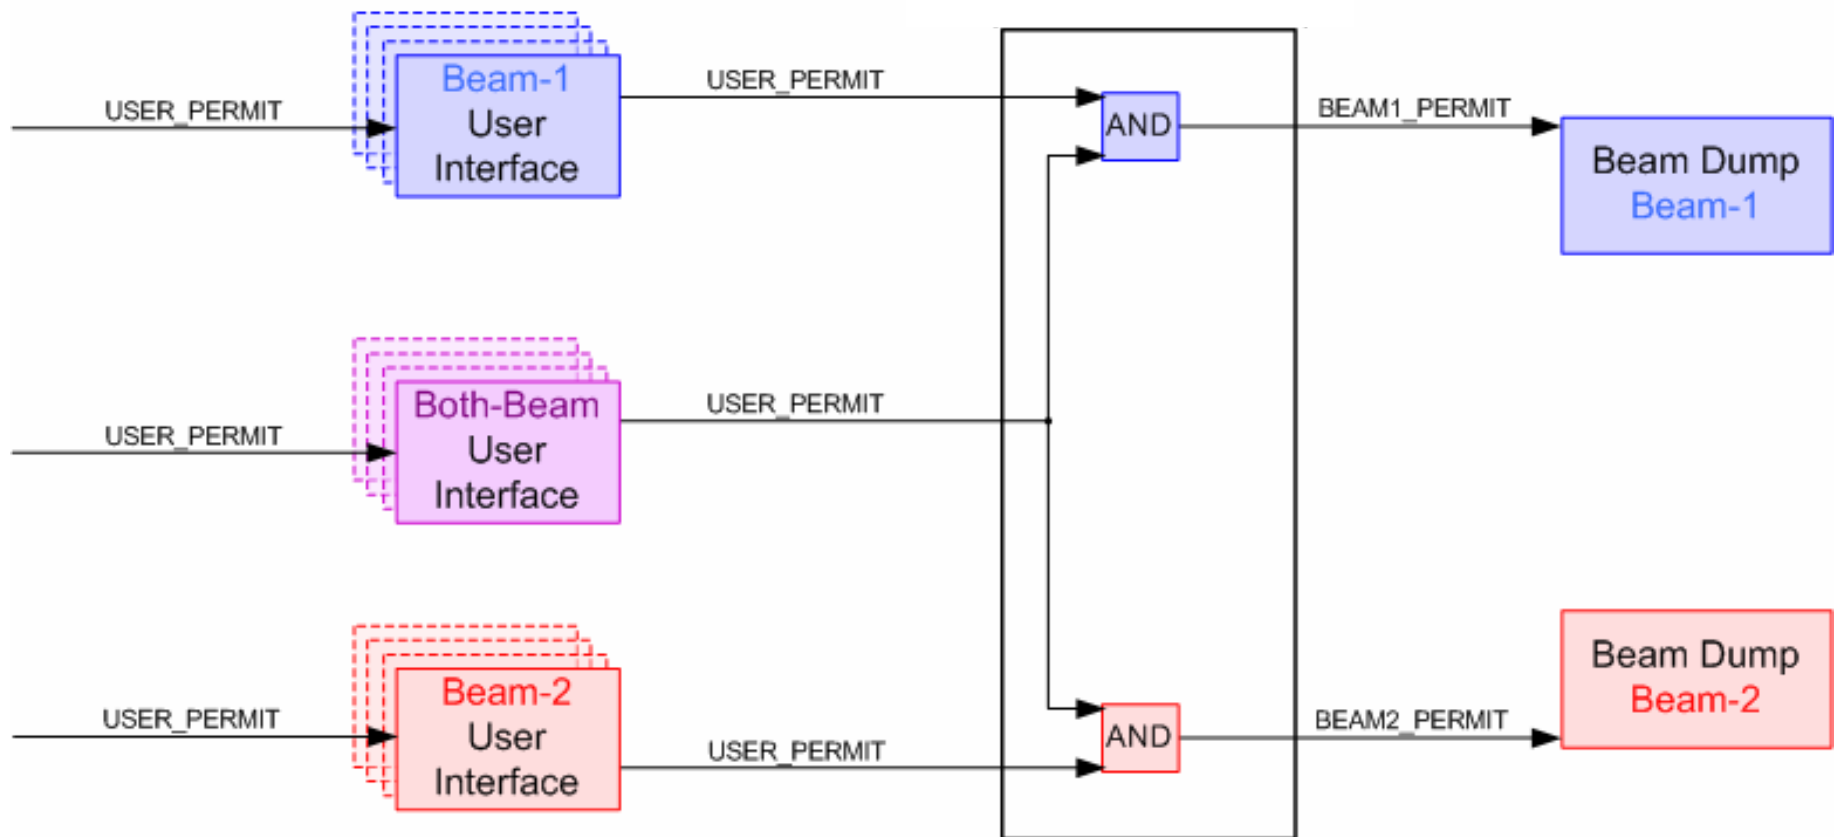 USER_PERMIT
Beam-1
User
Interface
USER_PERMIT
AND
BEAM1_PERMIT
Beam Dump
Beam-1
USER_PERMIT
Both-Beam
User
Interface
USER_PERMIT
USER_PERMIT
Beam-2
User
Interface
USER_PERMIT
AND
BEAM2_PERMIT
Beam Dump
Beam-2